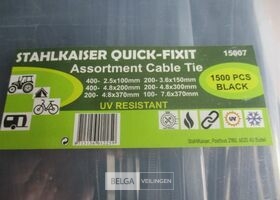 STAHLKAISER QUICK-FIXIT 15007
Assortment Cable Tie
400- 2.5x100mm 200- 3.6x150mm
400- 4.8x200mm 200- 4.8x300mm
200- 4.8x370mm 100- 7.6x370mm
1500 PCS
BLACK
UV RESISTANT
UV
BELGA VEILINGEN